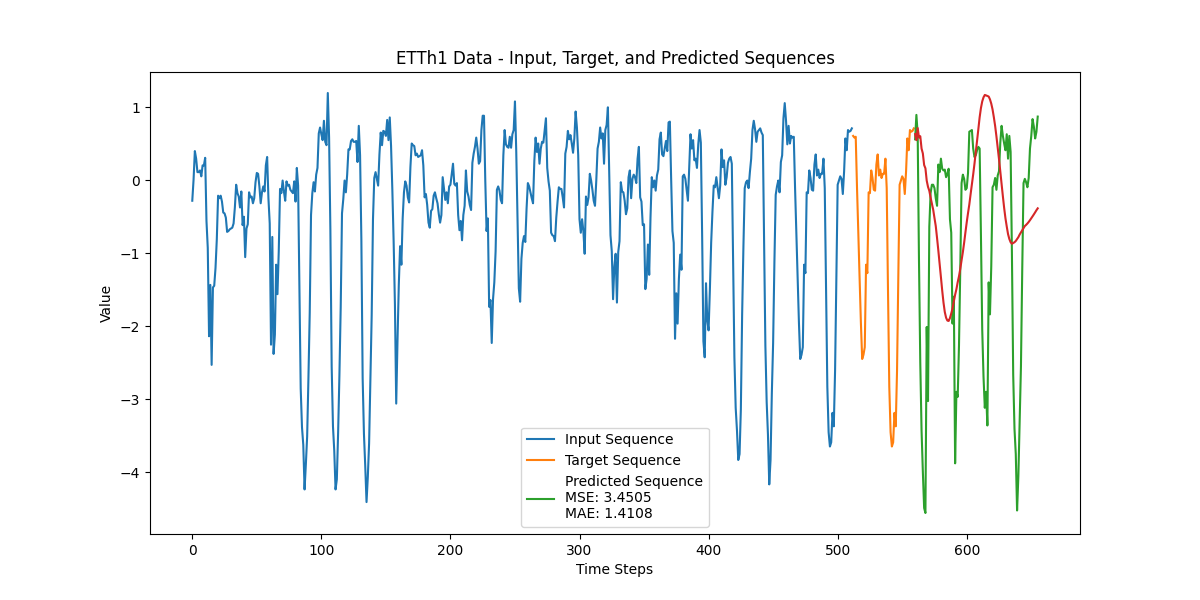 ETTh1 Data - Input, Target, and Predicted Sequences
Value
1
0
−1
−2
−3
−4
Input Sequence
Target Sequence
Predicted Sequence
MSE: 3.4505
MAE: 1.4108
0 100 200 300 400 500 600
Time Steps